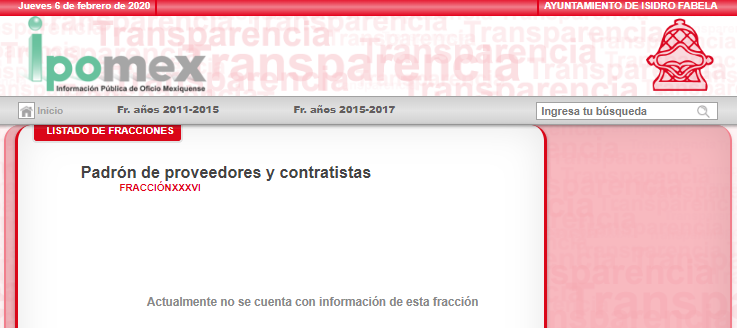 Jueves 6 de febrero de 2020
AYUNTAMIENTO DE ISIDRO FABELA
Transparencia
ipomex
Información Pública de Oficio Mexiquense
Inicio
Fr. años 2011-2015
Fr. años 2015-2017
Ingresa tu búsqueda
LISTADO DE FRACCIONES
Padrón de proveedores y contratistas
FRACCIÓNXXXVI
Actualmente no se cuenta con información de esta fracción